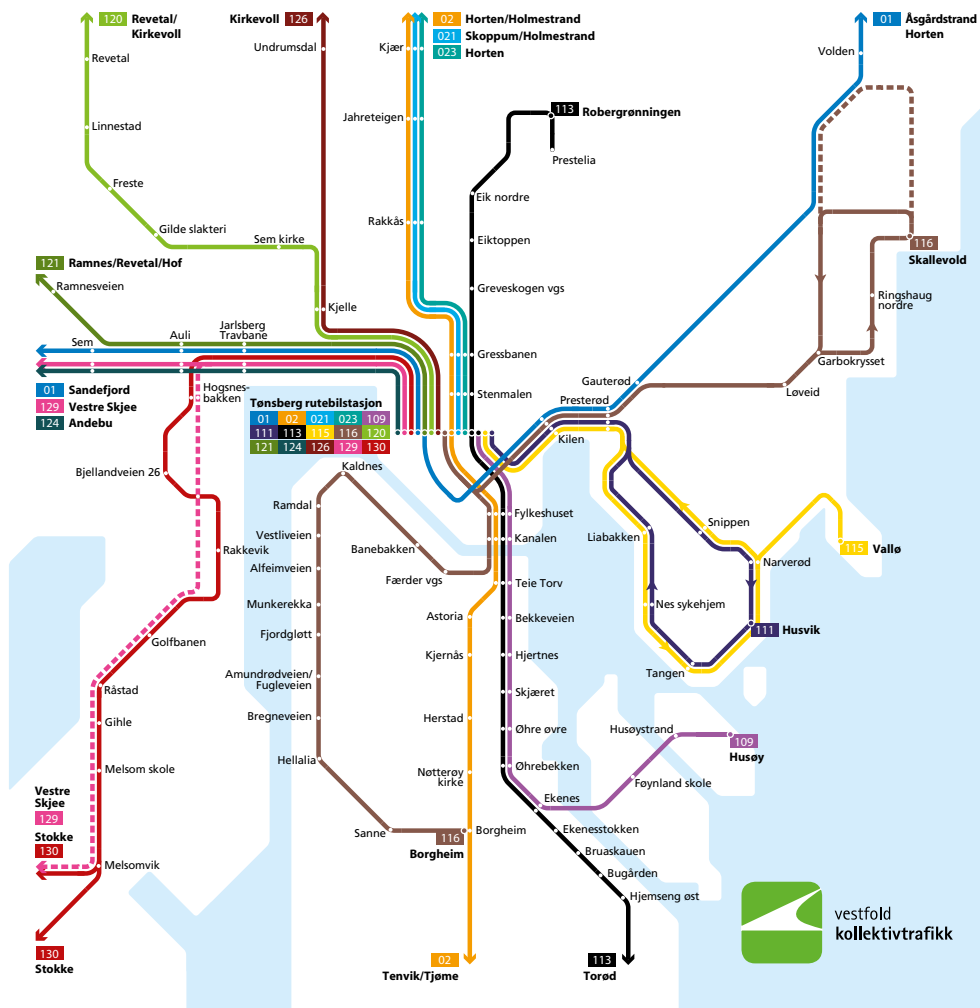 120 Revetal/
Kirkevoll
Kirkevoll 126
02 Horten/Holmestrand
021 Skoppum/Holmestrand
023 Horten
01 Åsgårdstrand
Horten
Revetal
Undrumsdal
Kjær
Volden
Linnestad
Jahreteigen
113 Robergrønningen
Prestelia
Freste
Eik nordre
Gilde slakteri
Sem kirke
Rakkås
Eiktoppen
116
Skallevold
121 Ramnes/Revetal/Hof
Ramnesveien
Greveskogen vgs
Ringshaug
nordre
Kjelle
Sem
Auli
Jarlsberg
Travbane
Gressbanen
Garbokrysset
01 Sandefjord
129 Vestre Skjee
124 Andebu
Hogsnes-
bakken
Stenmalen
Gauterød
Løveid
Presterød
Tønsberg rutebilstasjon
01 02 021 023 109
111 113 115 116 120
121 124 126 129 130
Kilen
Bjellandveien 26
Kaldnes
Ramdal
Fylkeshuset
Snippen
Vestliveien
Banebakken
Kanalen
Liabakken
115 Vallø
Rakkevik
Alfeimveien
Færder vgs
Teie Torv
Narverød
Munkerekka
Astoria
Bekkeveien
Nes sykehjem
111 Husvik
Golfbanen
Fjordgløtt
Kjernås
Hjertnes
Tangen
Amundrødveien/
Fugleveien
Råstad
Skjæret
Gihle
Bregneveien
Herstad
Øhre øvre
Husøystrand
109
Husøy
Melsom skole
Hellalia
Nøtterøy
kirke
Øhrebekken
Føynland skole
Vestre
Skjee
129
Stokke
130
Ekenes
Sanne
116
Borgheim
Borgheim
Ekenesstokken
Bruaskauen
Melsomvik
Bugården
Hjemseng øst
130
Stokke
02
Tenvik/Tjøme
113
Torød
vestfold
kollektivtrafikk